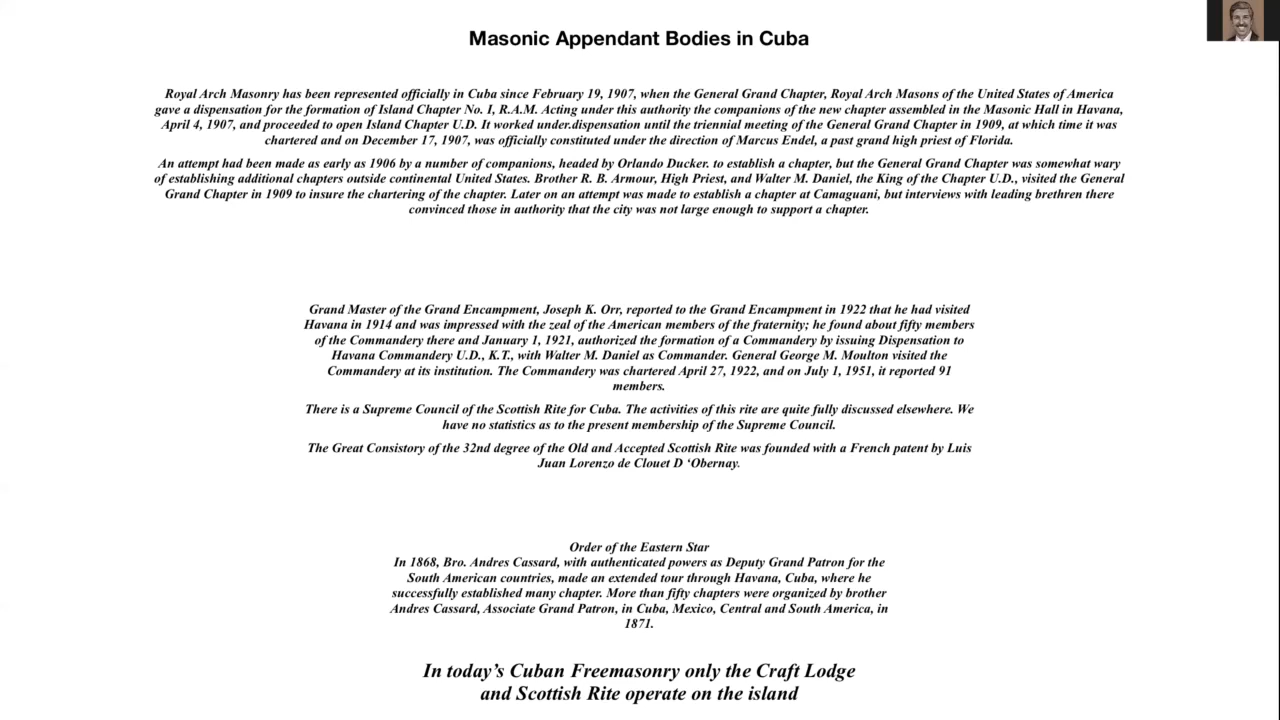 Masonic Appendant Bodies in Cuba
Royal Arch Masonry has been represented officially in Cuba since February 19, 1907, when the General Grand Chapter, Royal Arch Masons of the United States of America
gave a dispensation for the formation of Island Chapter No. I, R.A.M. Acting under this authority the companions of the new chapter assembled in the Masonic Hall in Havana,
April 4, 1907, and proceeded to open Island Chapter U.D. It worked under.dispensation until the triennial meeting of the General Grand Chapter in 1909, at which time it was
chartered and on December 17, 1907, was officially constituted under the direction of Marcus Endel, a past grand high priest of Florida.
An attempt had been made as early as 1906 by a number of companions, headed by Orlando Ducker. to establish a chapter, but the General Grand Chapter was somewhat wary
of establishing additional chapters outside continental United States. Brother R. B. Armour, High Priest, and Walter M. Daniel, the King of the Chapter U.D., visited the General
Grand Chapter in 1909 to insure the chartering of the chapter. Later on an attempt was made to establish a chapter at Camaguani, but interviews with leading brethren there
convinced those in authority that the city was not large enough to support a chapter.
Grand Master of the Grand Encampment, Joseph K. Orr, reported to the Grand Encampment in 1922 that he had visited
Havana in 1914 and was impressed with the zeal of the American members of the fraternity; he found about fifty members
of the Commandery there and January 1, 1921, authorized the formation of a Commandery by issuing Dispensation to
Havana Commandery U.D., K.T., with Walter M. Daniel as Commander. General George M. Moulton visited the
Commandery at its institution. The Commandery was chartered April 27, 1922, and on July 1, 1951, it reported 91
members.
There is a Supreme Council of the Scottish Rite for Cuba. The activities of this rite are quite fully discussed elsewhere. We
have no statistics as to the present membership of the Supreme Council.
The Great Consistory of the 32nd degree of the Old and Accepted Scottish Rite was founded with a French patent by Luis
Juan Lorenzo de Clouet D ‘Obernay.
Order of the Eastern Star
In 1868, Bro. Andres Cassard, with authenticated powers as Deputy Grand Patron for the
South American countries, made an extended tour through Havana, Cuba, where he
successfully established many chapter. More than fifty chapters were organized by brother
Andres Cassard, Associate Grand Patron, in Cuba, Mexico, Central and South America, in
1871.
In today’s Cuban Freemasonry only the Craft Lodge
and Scottish Rite operate on the island